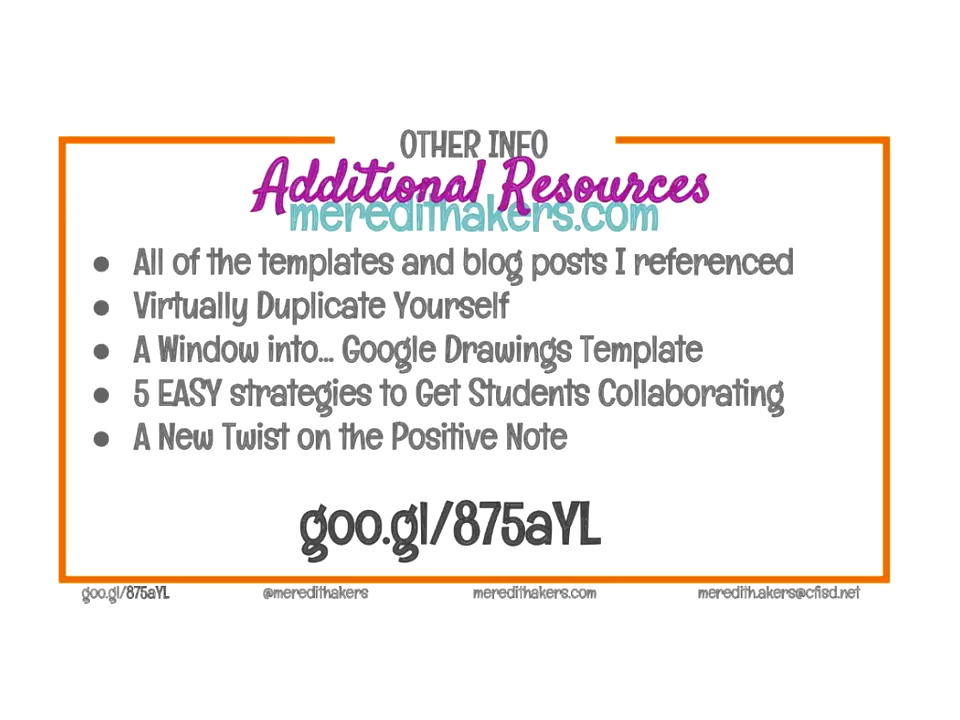 OTHER INFO
Additional Resources
meredithakers.com
● All of the templates and blog posts I referenced
● Virtually Duplicate Yourself
● A Window into... Google Drawings Template
● 5 EASY strategies to Get Students Collaborating
● A New Twist on the Positive Note
goo.gl/875aYL
goo.gl/875aYL @meredithakers meredithakers.com meredith.akers@cfisd.net